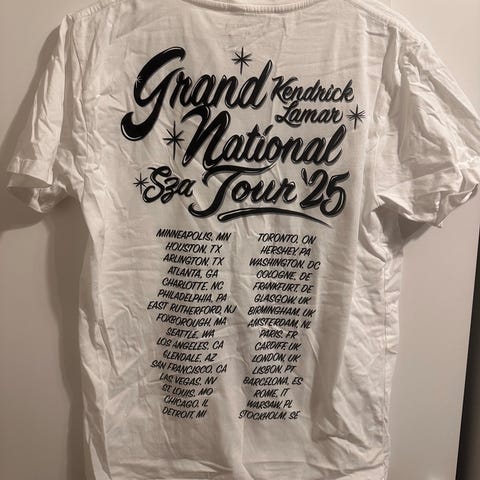 Grand
Kendrick
Lamar
National
Sza Tour '25
MINNEAPOLIS, MN
HOUSTON, TX
ARLINGTON, TX
ATLANTA, GA
CHARLOTTE, NC
PHILADELPHIA, PA
EAST RUTHERFORD, NJ
FOXBOROUGH, MA
SEATTLE, WA
LOS ANGELES, CA
GLENDALE, AZ
SAN FRANCISCO, CA
LAS VEGAS, NV
ST LOUIS, MO
CHICAGO, IL
DETROIT, MI
TORONTO, ON
HERSHEY, PA
WASHINGTON, DC
COLOGNE, DE
FRANKFURT, DE
GLASGOW, UK
BIRMINGHAM, UK
AMSTERDAM, NL
PARIS, FR
CARDIFF, UK
LONDON, UK
LISBON, PT
BARCELONA, ES
ROME, IT
WARSAW, PL
STOCKHOLM, SE